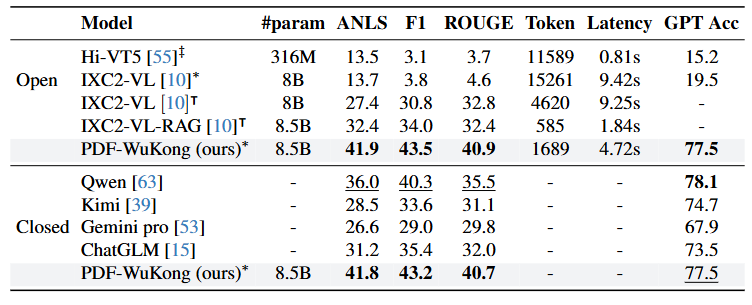 Model #param ANLS F1 ROUGE Token Latency GPT Acc
Hi-VT5 [55]‡ 316M 13.5 3.1 3.7 11589 0.81s 15.2
Open IXC2-VL [10]* 8B 13.7 3.8 4.6 15261 9.42s 19.5
IXC2-VL [10]⊤ 8B 27.4 30.8 32.8 4620 9.25s -
IXC2-VL-RAG [10]⊤ 8.5B 32.4 34.0 32.4 585 1.84s -
PDF-WuKong (ours)* 8.5B 41.9 43.5 40.9 1689 4.72s 77.5
Qwen [63] - 36.0 40.3 35.5 - - 78.1
Kimi [39] - 28.5 33.6 31.1 - - 74.7
Closed Gemini pro [53] - 26.6 29.0 29.8 - - 67.9
ChatGLM [15] - 31.2 35.4 32.0 - - 73.5
PDF-WuKong (ours)* 8.5B 41.8 43.2 40.7 - - 77.5